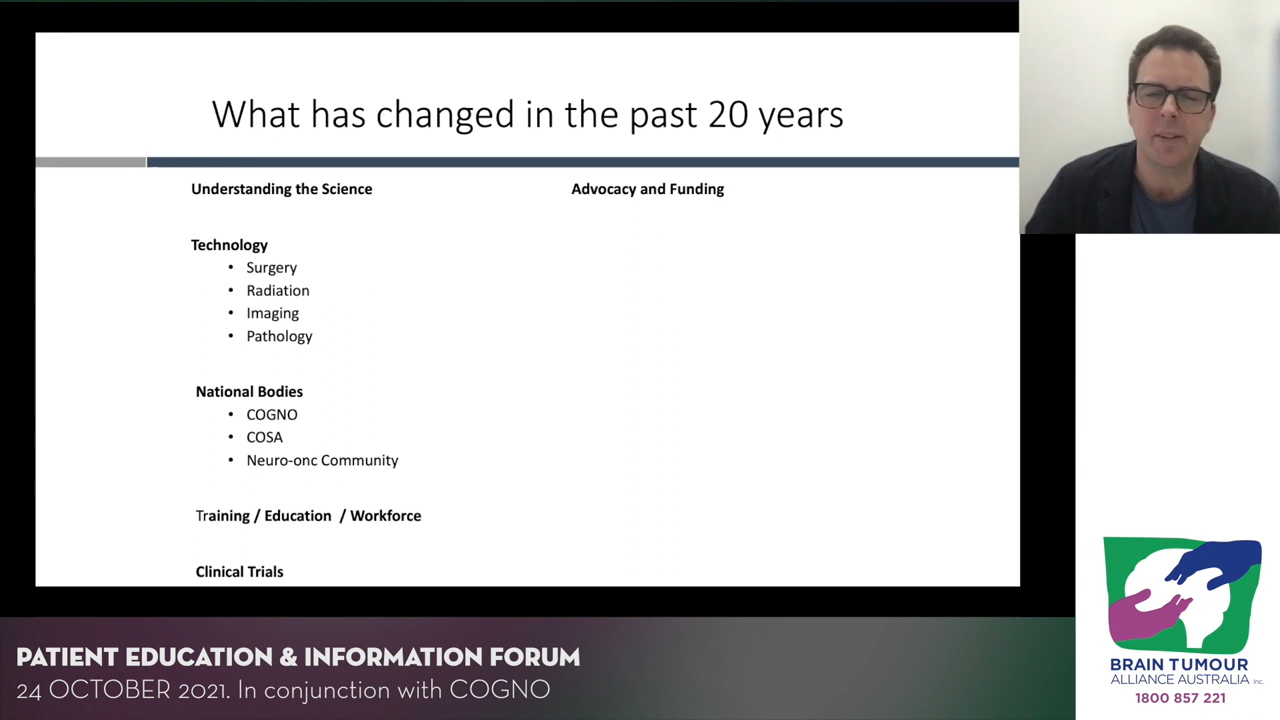 What has changed in the past 20 years
Understanding the Science
Technology
• Surgery
• Radiation
• Imaging
• Pathology
National Bodies
• COGNO
• COSA
• Neuro-onc Community
Training / Education / Workforce
Clinical Trials
Advocacy and Funding
PATIENT EDUCATION & INFORMATION FORUM
24 OCTOBER 2021. In conjunction with COGNO
BRAIN TUMOUR
ALLIANCE AUSTRALIA Inc.
1800 857 221